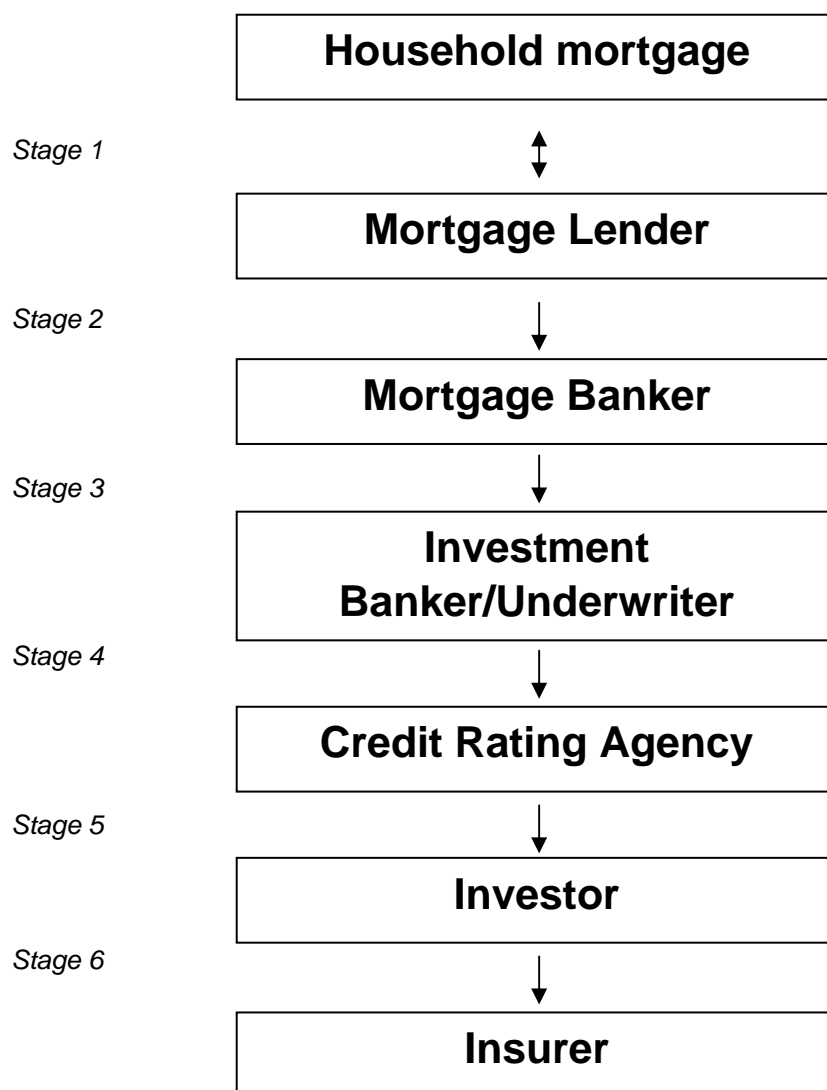 Household mortgage
Stage 1
Mortgage Lender
Stage 2
Mortgage Banker
Stage 3
Investment
Banker/Underwriter
Stage 4
Credit Rating Agency
Stage 5
Investor
Stage 6
Insurer